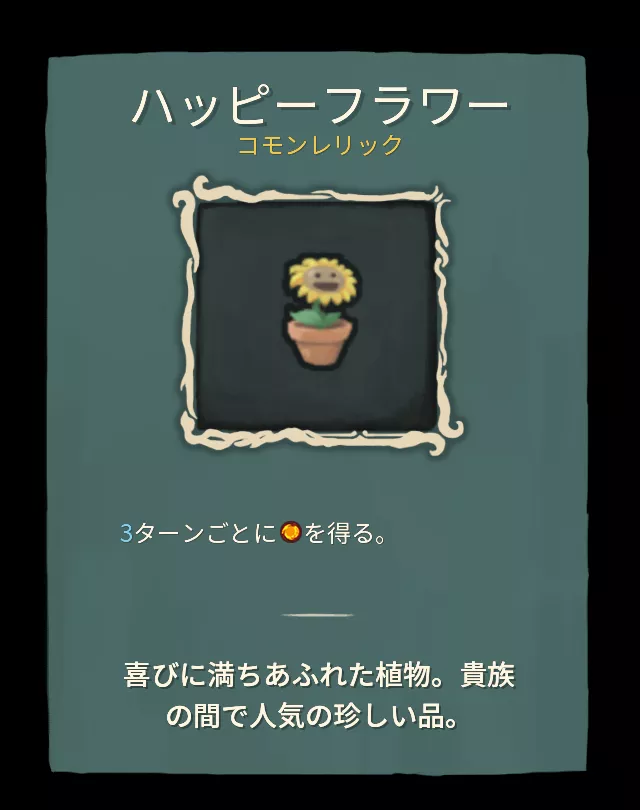 ハッピーフラワー
コモンレリック
3ターンごとにを得る。
喜びに満ちあふれた植物。貴族
の間で人気の珍しい品。